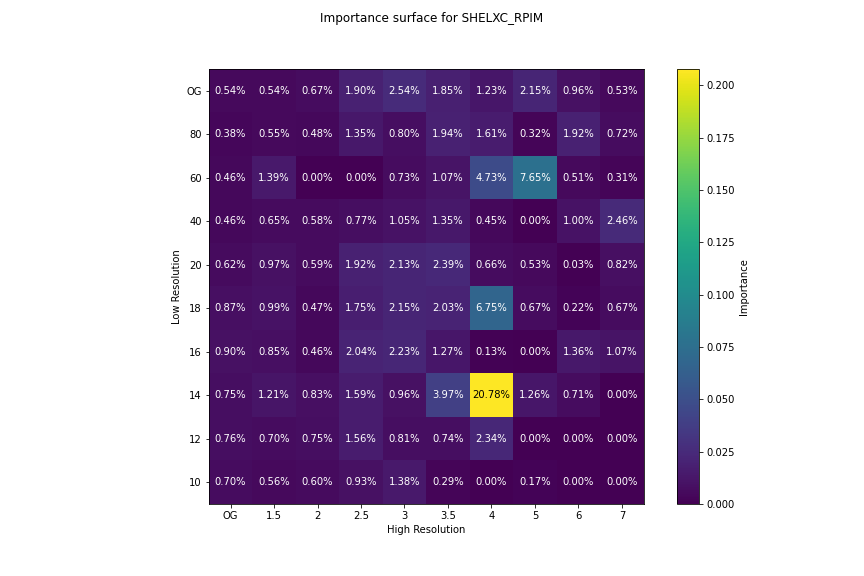 Importance surface for SHELXC_RPIM
OG 0.54% 0.54% 0.67% 1.90% 2.54% 1.85% 1.23% 2.15% 0.96% 0.53%
80 0.38% 0.55% 0.48% 1.35% 0.80% 1.94% 1.61% 0.32% 1.92% 0.72%
60 0.46% 1.39% 0.00% 0.00% 0.73% 1.07% 4.73% 7.65% 0.51% 0.31%
40 0.46% 0.65% 0.58% 0.77% 1.05% 1.35% 0.45% 0.00% 1.00% 2.46%
20 0.62% 0.97% 0.59% 1.92% 2.13% 2.39% 0.66% 0.53% 0.03% 0.82%
18 0.87% 0.99% 0.47% 1.75% 2.15% 2.03% 6.75% 0.67% 0.22% 0.67%
16 0.90% 0.85% 0.46% 2.04% 2.23% 1.27% 0.13% 0.00% 1.36% 1.07%
14 0.75% 1.21% 0.83% 1.59% 0.96% 3.97% 20.78% 1.26% 0.71% 0.00%
12 0.76% 0.70% 0.75% 1.56% 0.81% 0.74% 2.34% 0.00% 0.00% 0.00%
10 0.70% 0.56% 0.60% 0.93% 1.38% 0.29% 0.00% 0.17% 0.00% 0.00%
OG 1.5 2 2.5 3 3.5 4 5 6 7
High Resolution
Low Resolution
0.200
0.175
0.150
0.125
0.100
0.075
0.050
0.025
0.000
Importance